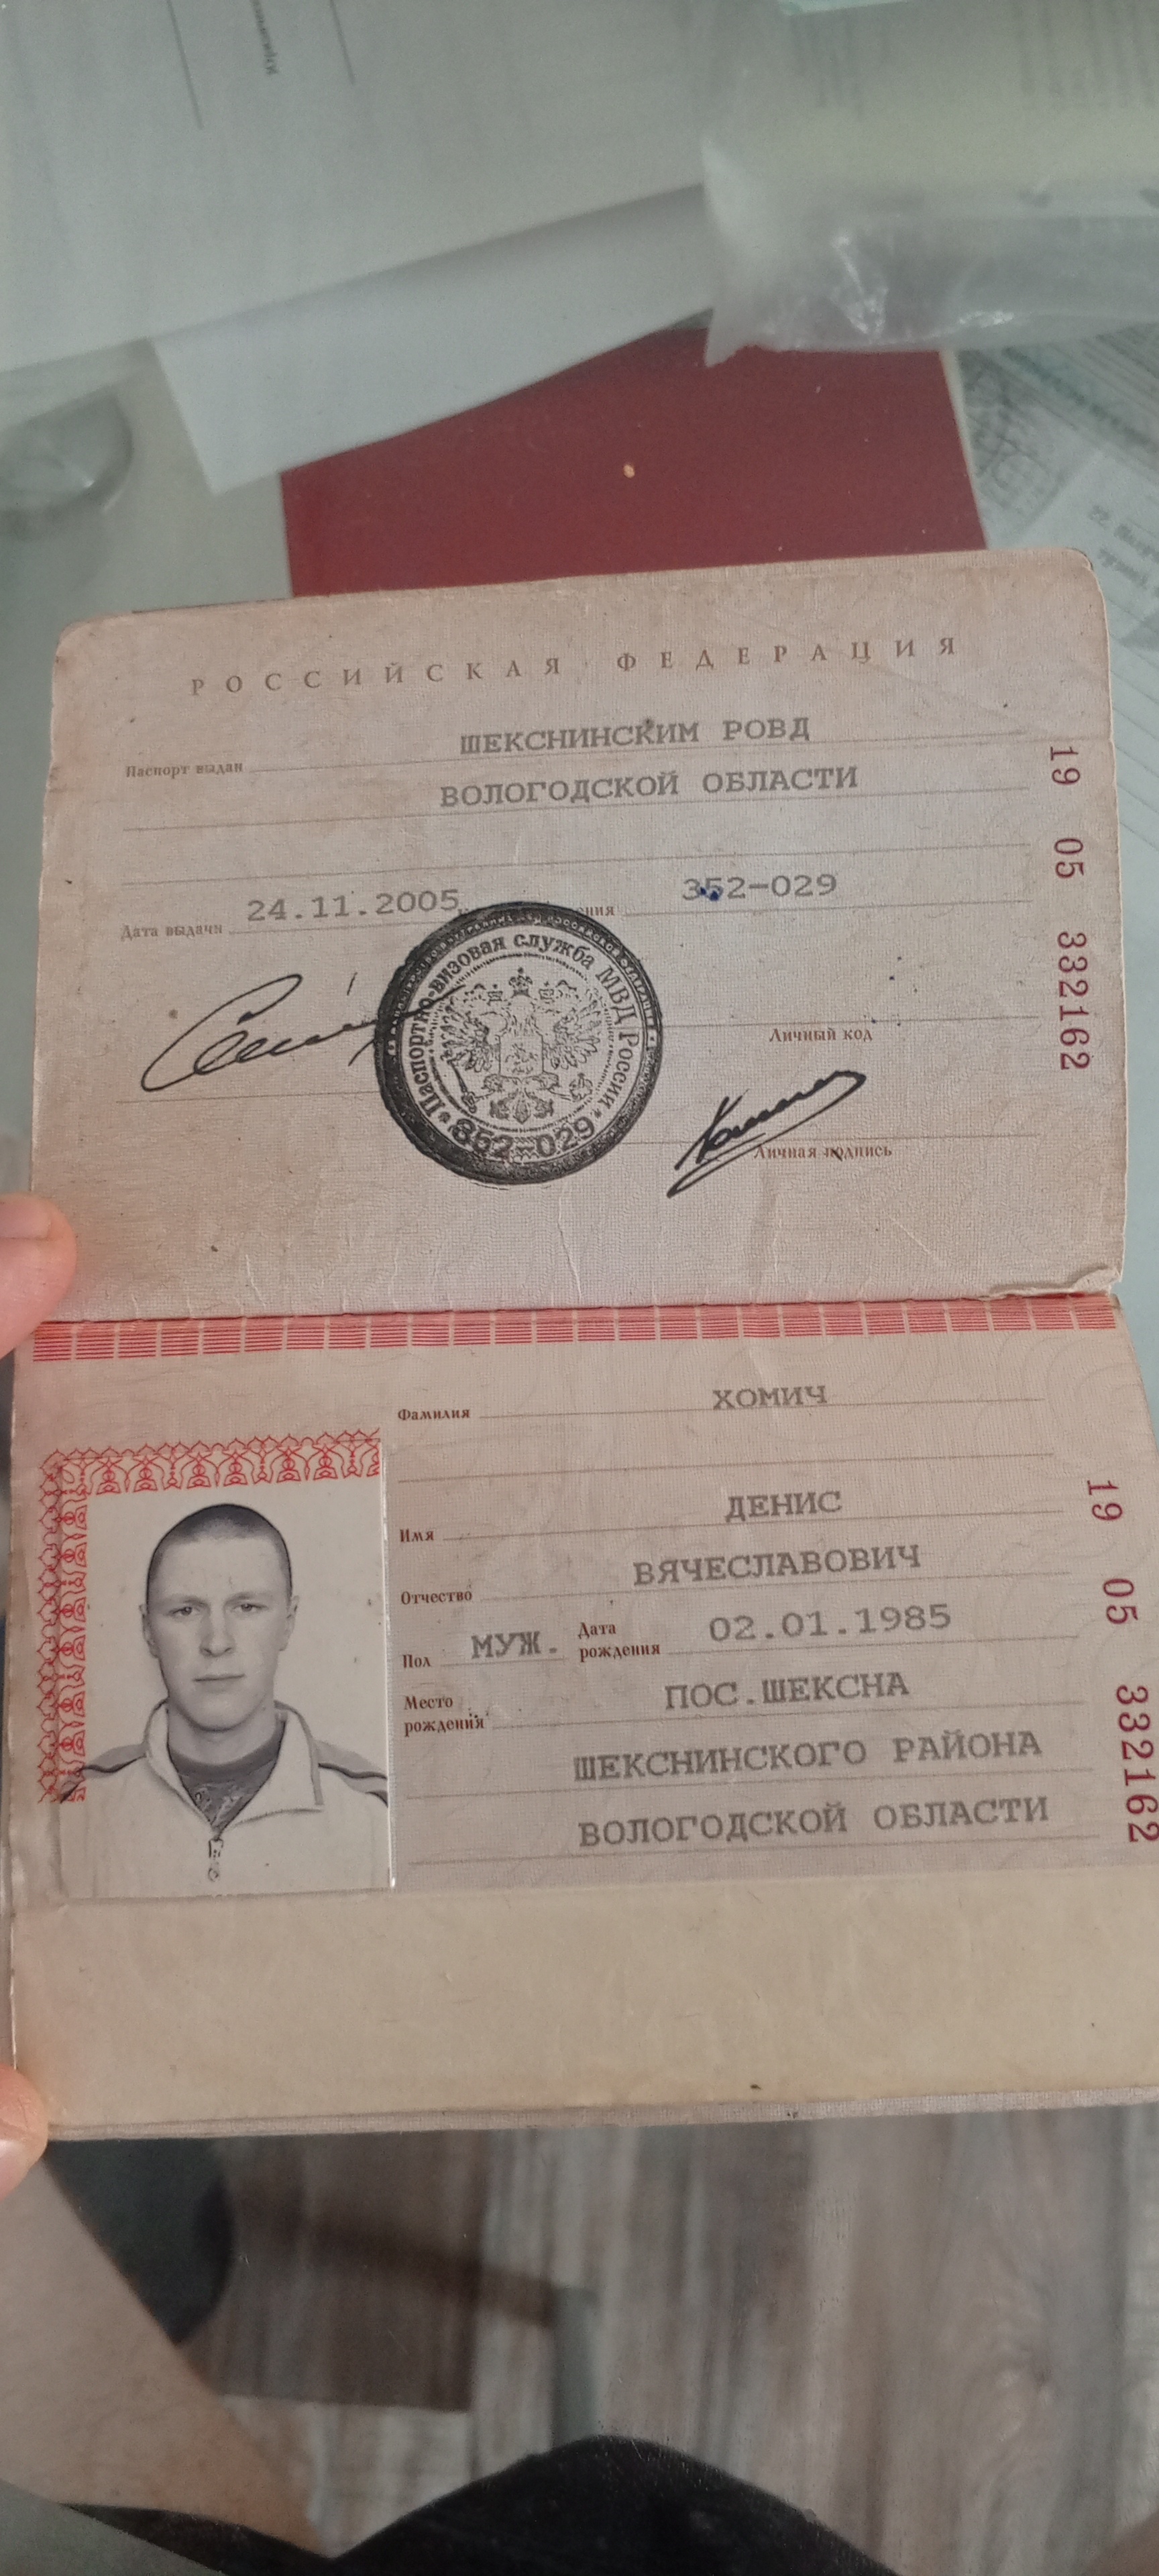 РОССИЙСКАЯ ФЕДЕРАЦИЯ
Паспорт выдан ШЕКСНИНСКИМ РОВД
ВОЛОГОДСКОЙ ОБЛАСТИ
Дата выдачи 24.11.2005 352-029
Паспортно-визовая служба МВД России
352-029
Личный код
Личная подпись
19 05 332162
Фамилия ХОМИЧ
Имя ДЕНИС
Отчество ВЯЧЕСЛАВОВИЧ
Пол МУЖ. Дата рождения 02.01.1985
Место рождения ПОС.ШЕКСНА
ШЕКСНИНСКОГО РАЙОНА
ВОЛОГОДСКОЙ ОБЛАСТИ
19 05 332162